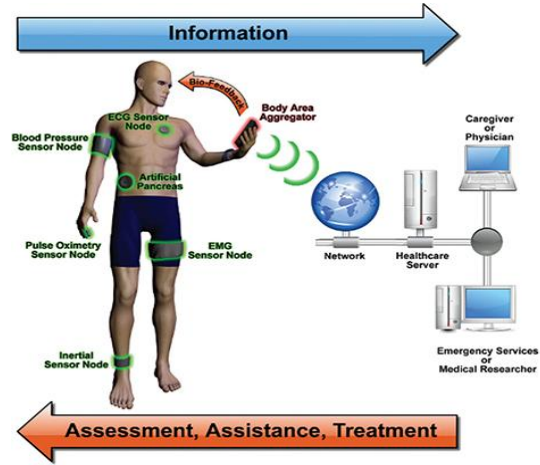 Information
Bio-Feedback
Body Area
Aggregator
ECG Sensor
Node
Blood Pressure
Sensor Node
Artificial
Pancreas
Pulse Oximetry
Sensor Node
EMG
Sensor Node
Inertial
Sensor Node
Network
Healthcare
Server
Caregiver
or
Physician
Emergency Services
or
Medical Researcher
Assessment, Assistance, Treatment